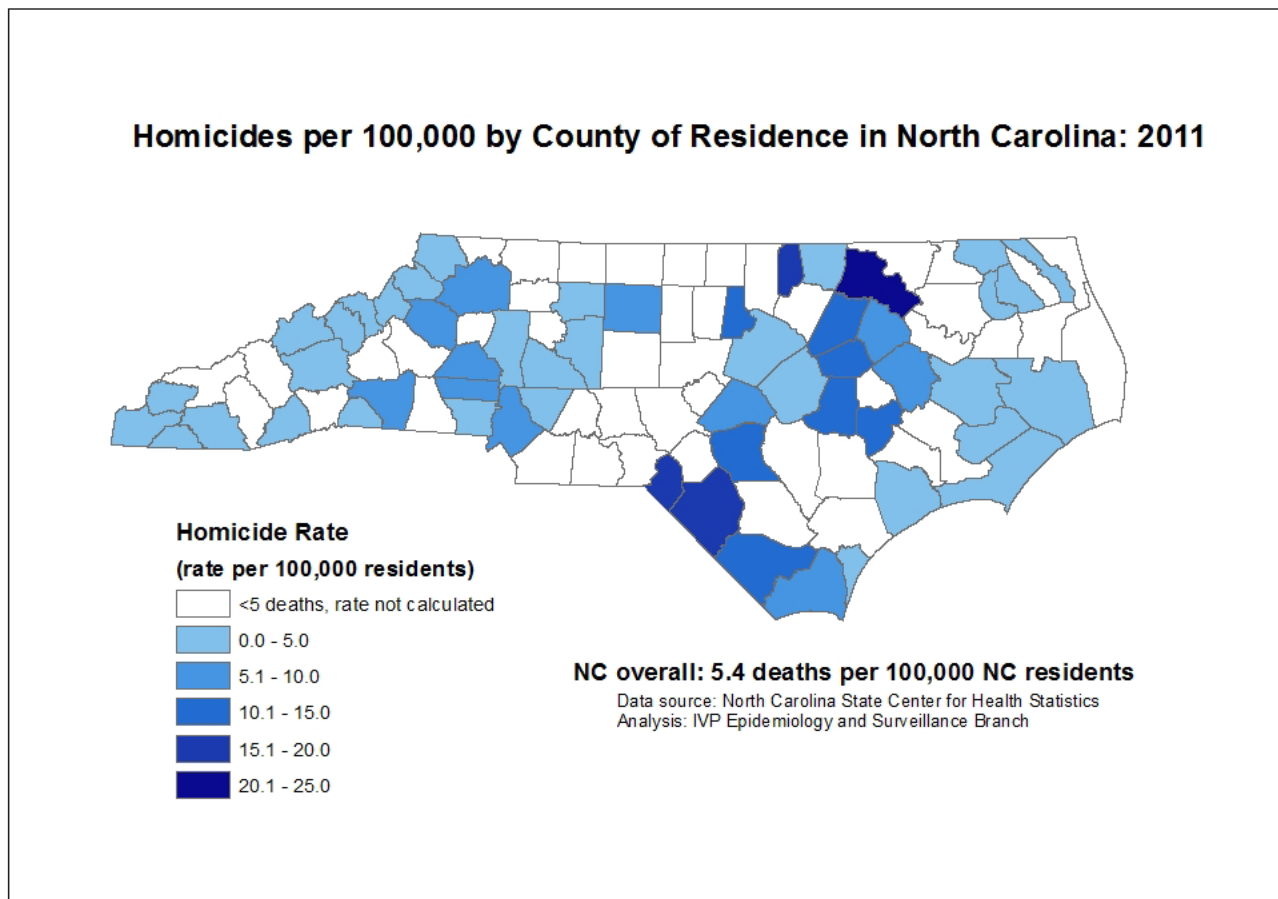 Homicides per 100,000 by County of Residence in North Carolina: 2011
Homicide Rate
(rate per 100,000 residents)
<5 deaths, rate not calculated
0.0 - 5.0
5.1 - 10.0
10.1 - 15.0
15.1 - 20.0
20.1 - 25.0
NC overall: 5.4 deaths per 100,000 NC residents
Data source: North Carolina State Center for Health Statistics
Analysis: IVP Epidemiology and Surveillance Branch